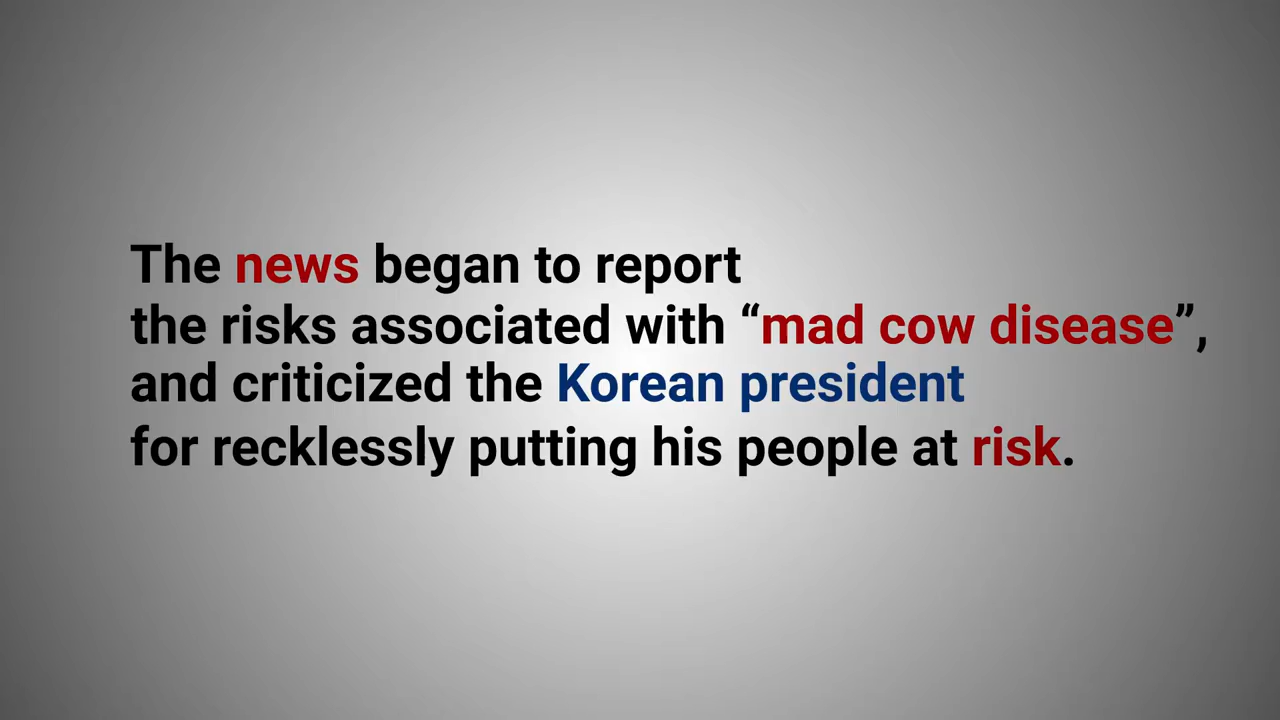 The news began to report
the risks associated with “mad cow disease”,
and criticized the Korean president
for recklessly putting his people at risk.